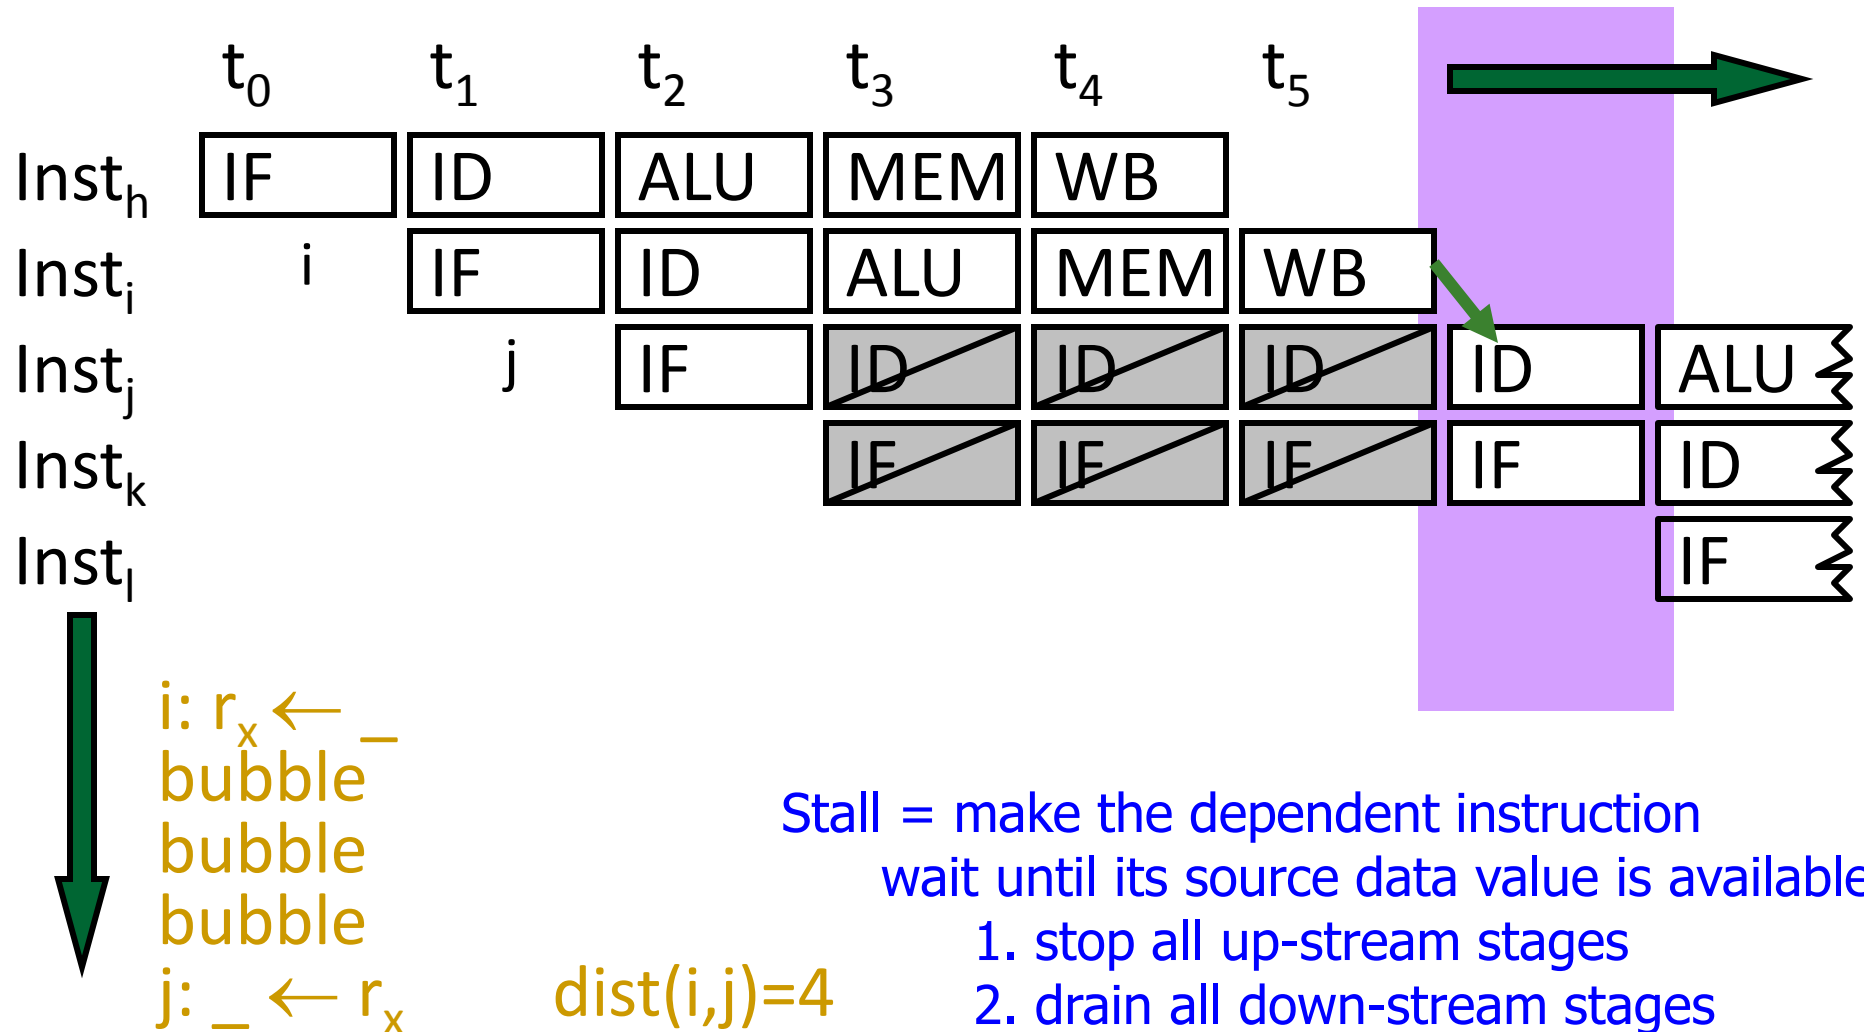 t0 t1 t2 t3 t4 t5
Insth IF ID ALU MEM WB
Insti i IF ID ALU MEM WB
Instj j IF ID ID ID ID ALU
Instk IF IF IF IF ID
Instl IF
i: rx ← _
bubble
bubble
bubble
j: _ ← rx dist(i,j)=4
Stall = make the dependent instruction
wait until its source data value is available
1. stop all up-stream stages
2. drain all down-stream stages